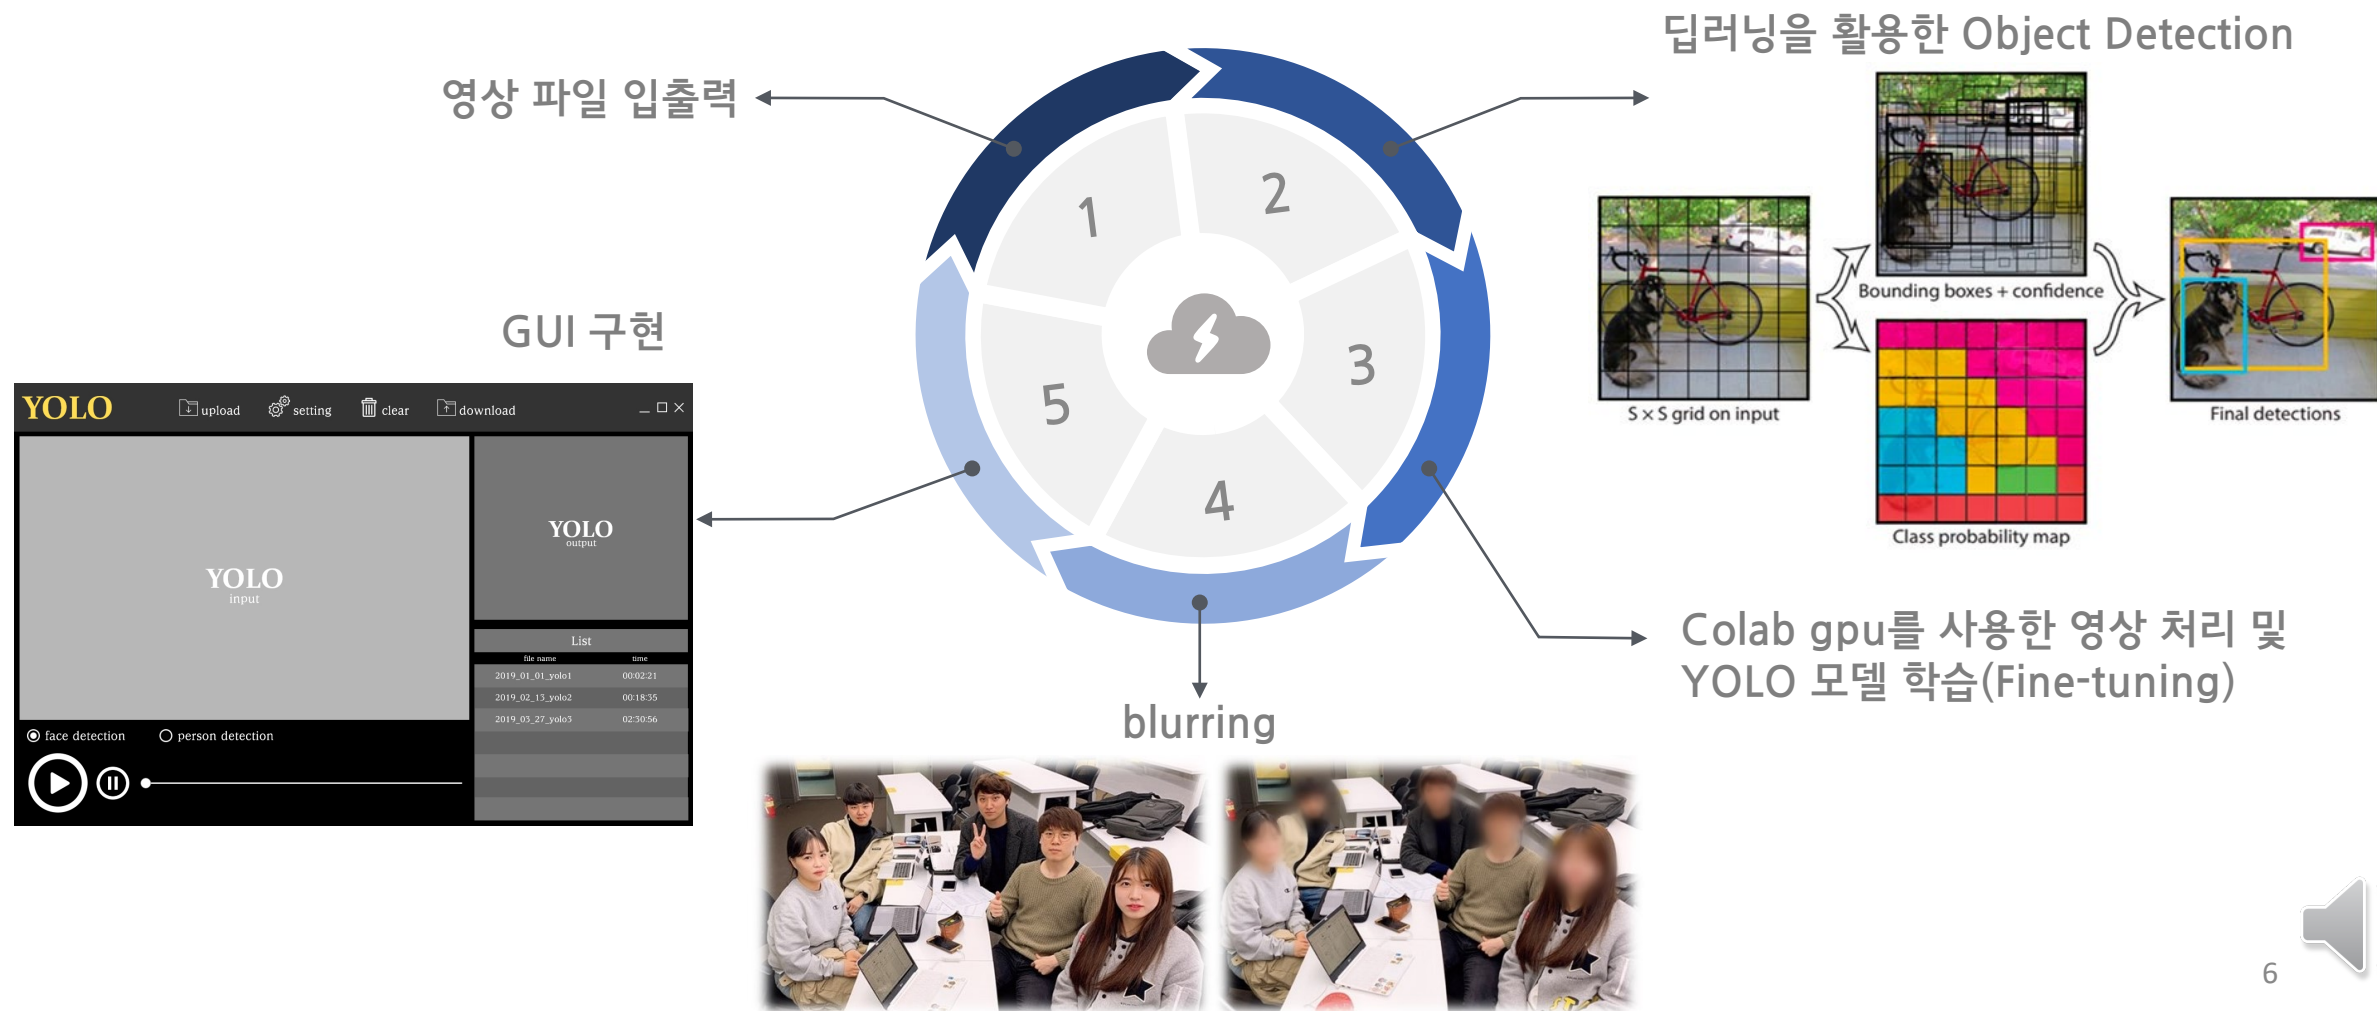 딥러닝을 활용한 Object Detection
영상 파일 입출력
1
2
3
4
5
Bounding boxes + confidence
S × S grid on input
Final detections
Class probability map
GUI 구현
YOLO
upload
setting
clear
download
YOLO
input
YOLO
output
List
file name time
2019_01_01_yolo1 00:02:21
2019_02_13_yolo2 00:18:35
2019_03_27_yolo3 02:30:56
face detection
person detection
Colab gpu를 사용한 영상 처리 및
YOLO 모델 학습(Fine-tuning)
blurring
6